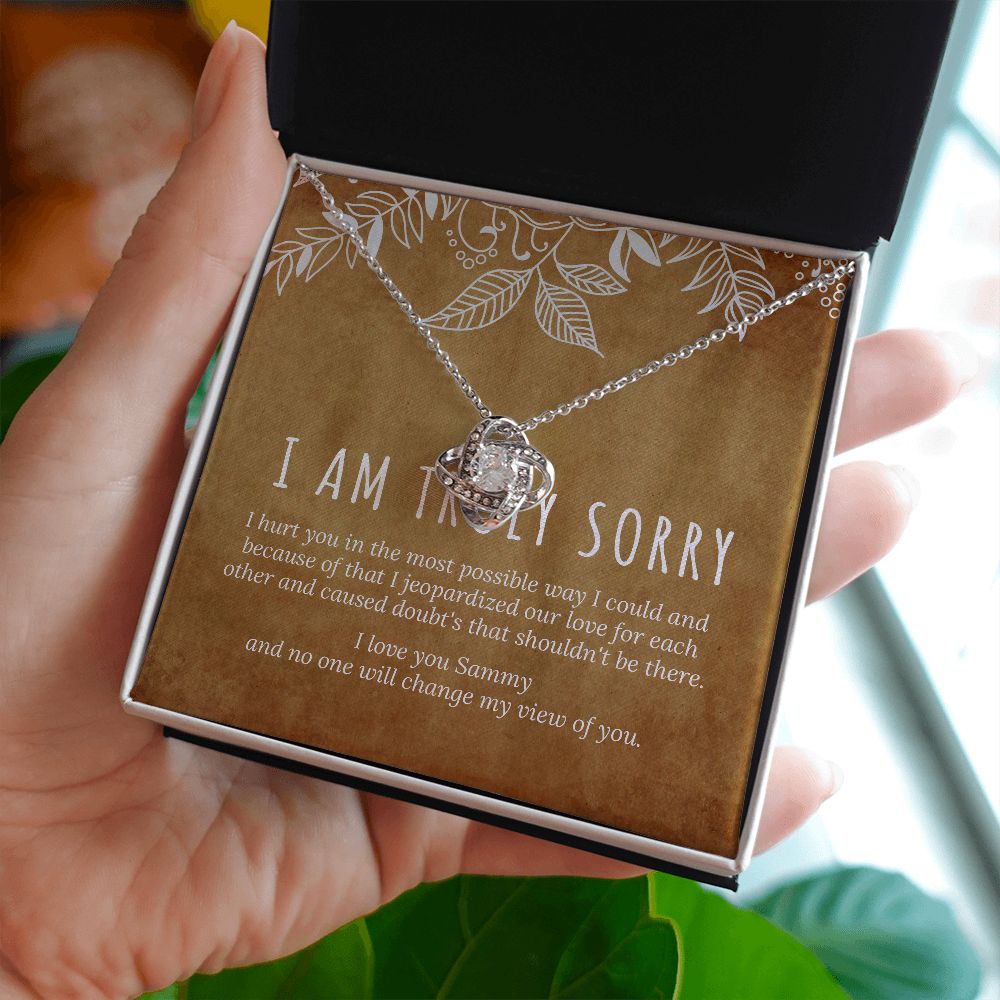 I AM TRULY SORRY
I hurt you in the most possible way I could and
because of that I jeopardized our love for each
other and caused doubt's that shouldn't be there.
I love you Sammy
and no one will change my view of you.